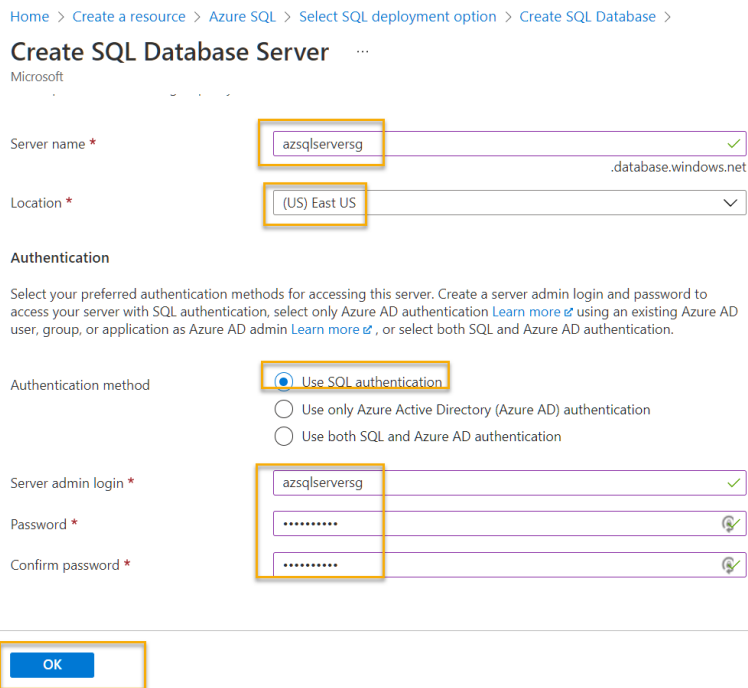 Home > Create a resource > Azure SQL > Select SQL deployment option > Create SQL Database >
Create SQL Database Server ...
Microsoft
Server name * azsqlserversg
.database.windows.net
Location * (US) East US
Authentication
Select your preferred authentication methods for accessing this server. Create a server admin login and password to
access your server with SQL authentication, select only Azure AD authentication Learn more using an existing Azure AD
user, group, or application as Azure AD admin Learn more , or select both SQL and Azure AD authentication.
Authentication method
Use SQL authentication
Use only Azure Active Directory (Azure AD) authentication
Use both SQL and Azure AD authentication
Server admin login * azsqlserversg
Password * ••••••••••
Confirm password * ••••••••••
OK